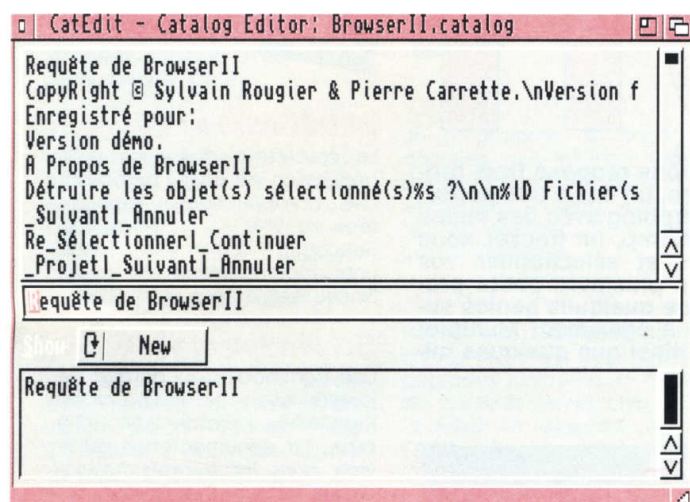 CatEdit - Catalog Editor: BrowserII.catalog
Requête de BrowserII
CopyRight © Sylvain Rougier & Pierre Carrette.\nVersion f
Enregistré pour:
Version démo.
A Propos de BrowserII
Détruire les objet(s) sélectionné(s)%s ?\n\n%lD Fichier(s
_Suivant|_Annuler
Re_Sélectionner|_Continuer
_Projet|_Suivant|_Annuler
Requête de BrowserII
Show New
Requête de BrowserII